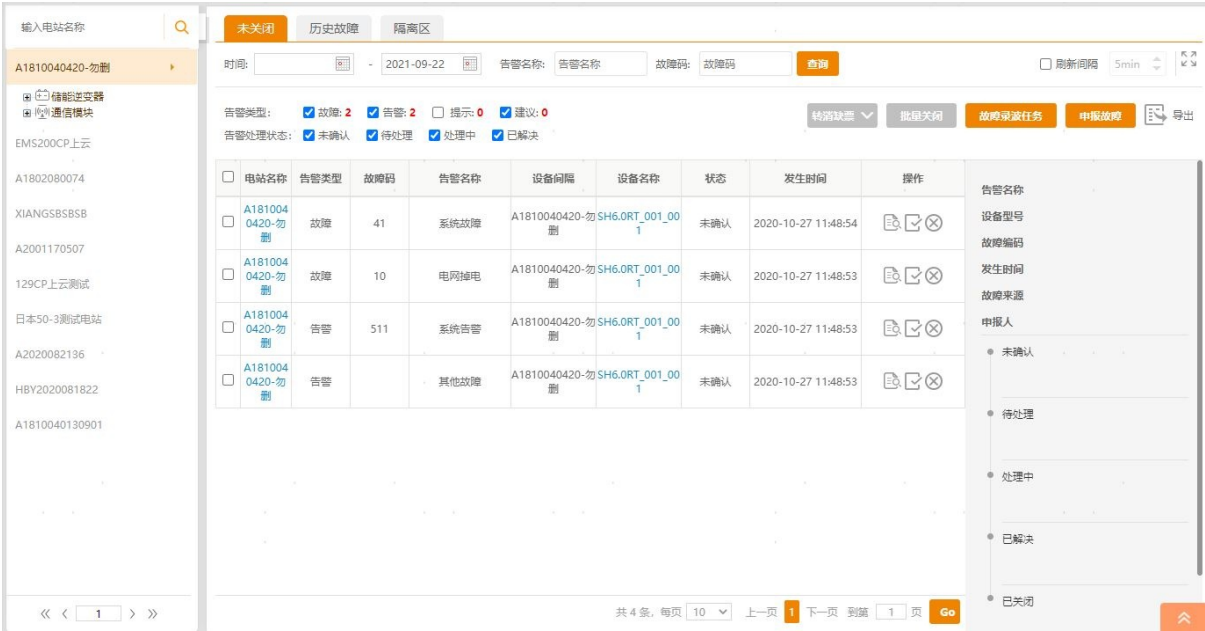 输入电站名称
A1810040420-勿删
储能逆变器
通信模块
EMS200CP上云
A1802080074
XIANGSBSBSB
A2001170507
129CP上云测试
日本50-3测试电站
A2020082136
HBY2020081822
A1810040130901
1
未关闭 历史故障 隔离区
时间: - 2021-09-22 告警名称: 告警名称 故障码: 故障码 查询 刷新间隔 5min
告警类型: 故障: 2 告警: 2 提示: 0 建议: 0
转消缺票 批量关闭 故障录波任务 申报故障 导出
告警处理状态: 未确认 待处理 处理中 已解决
电站名称 告警类型 故障码 告警名称 设备间隔 设备名称 状态 发生时间 操作
A181004
0420-勿
删
故障 41 系统故障
A1810040420-勿
删
SH6.0RT_001_00
1
未确认 2020-10-27 11:48:54
A181004
0420-勿
删
故障 10 电网掉电
A1810040420-勿
删
SH6.0RT_001_00
1
未确认 2020-10-27 11:48:53
A181004
0420-勿
删
告警 511 系统告警
A1810040420-勿
删
SH6.0RT_001_00
1
未确认 2020-10-27 11:48:53
A181004
0420-勿
删
告警 其他故障
A1810040420-勿
删
SH6.0RT_001_00
1
未确认 2020-10-27 11:48:53
共 4 条, 每页 10 上一页 1 下一页 到第 1 页 Go
告警名称
设备型号
故障编码
发生时间
故障来源
申报人
未确认
待处理
处理中
已解决
已关闭